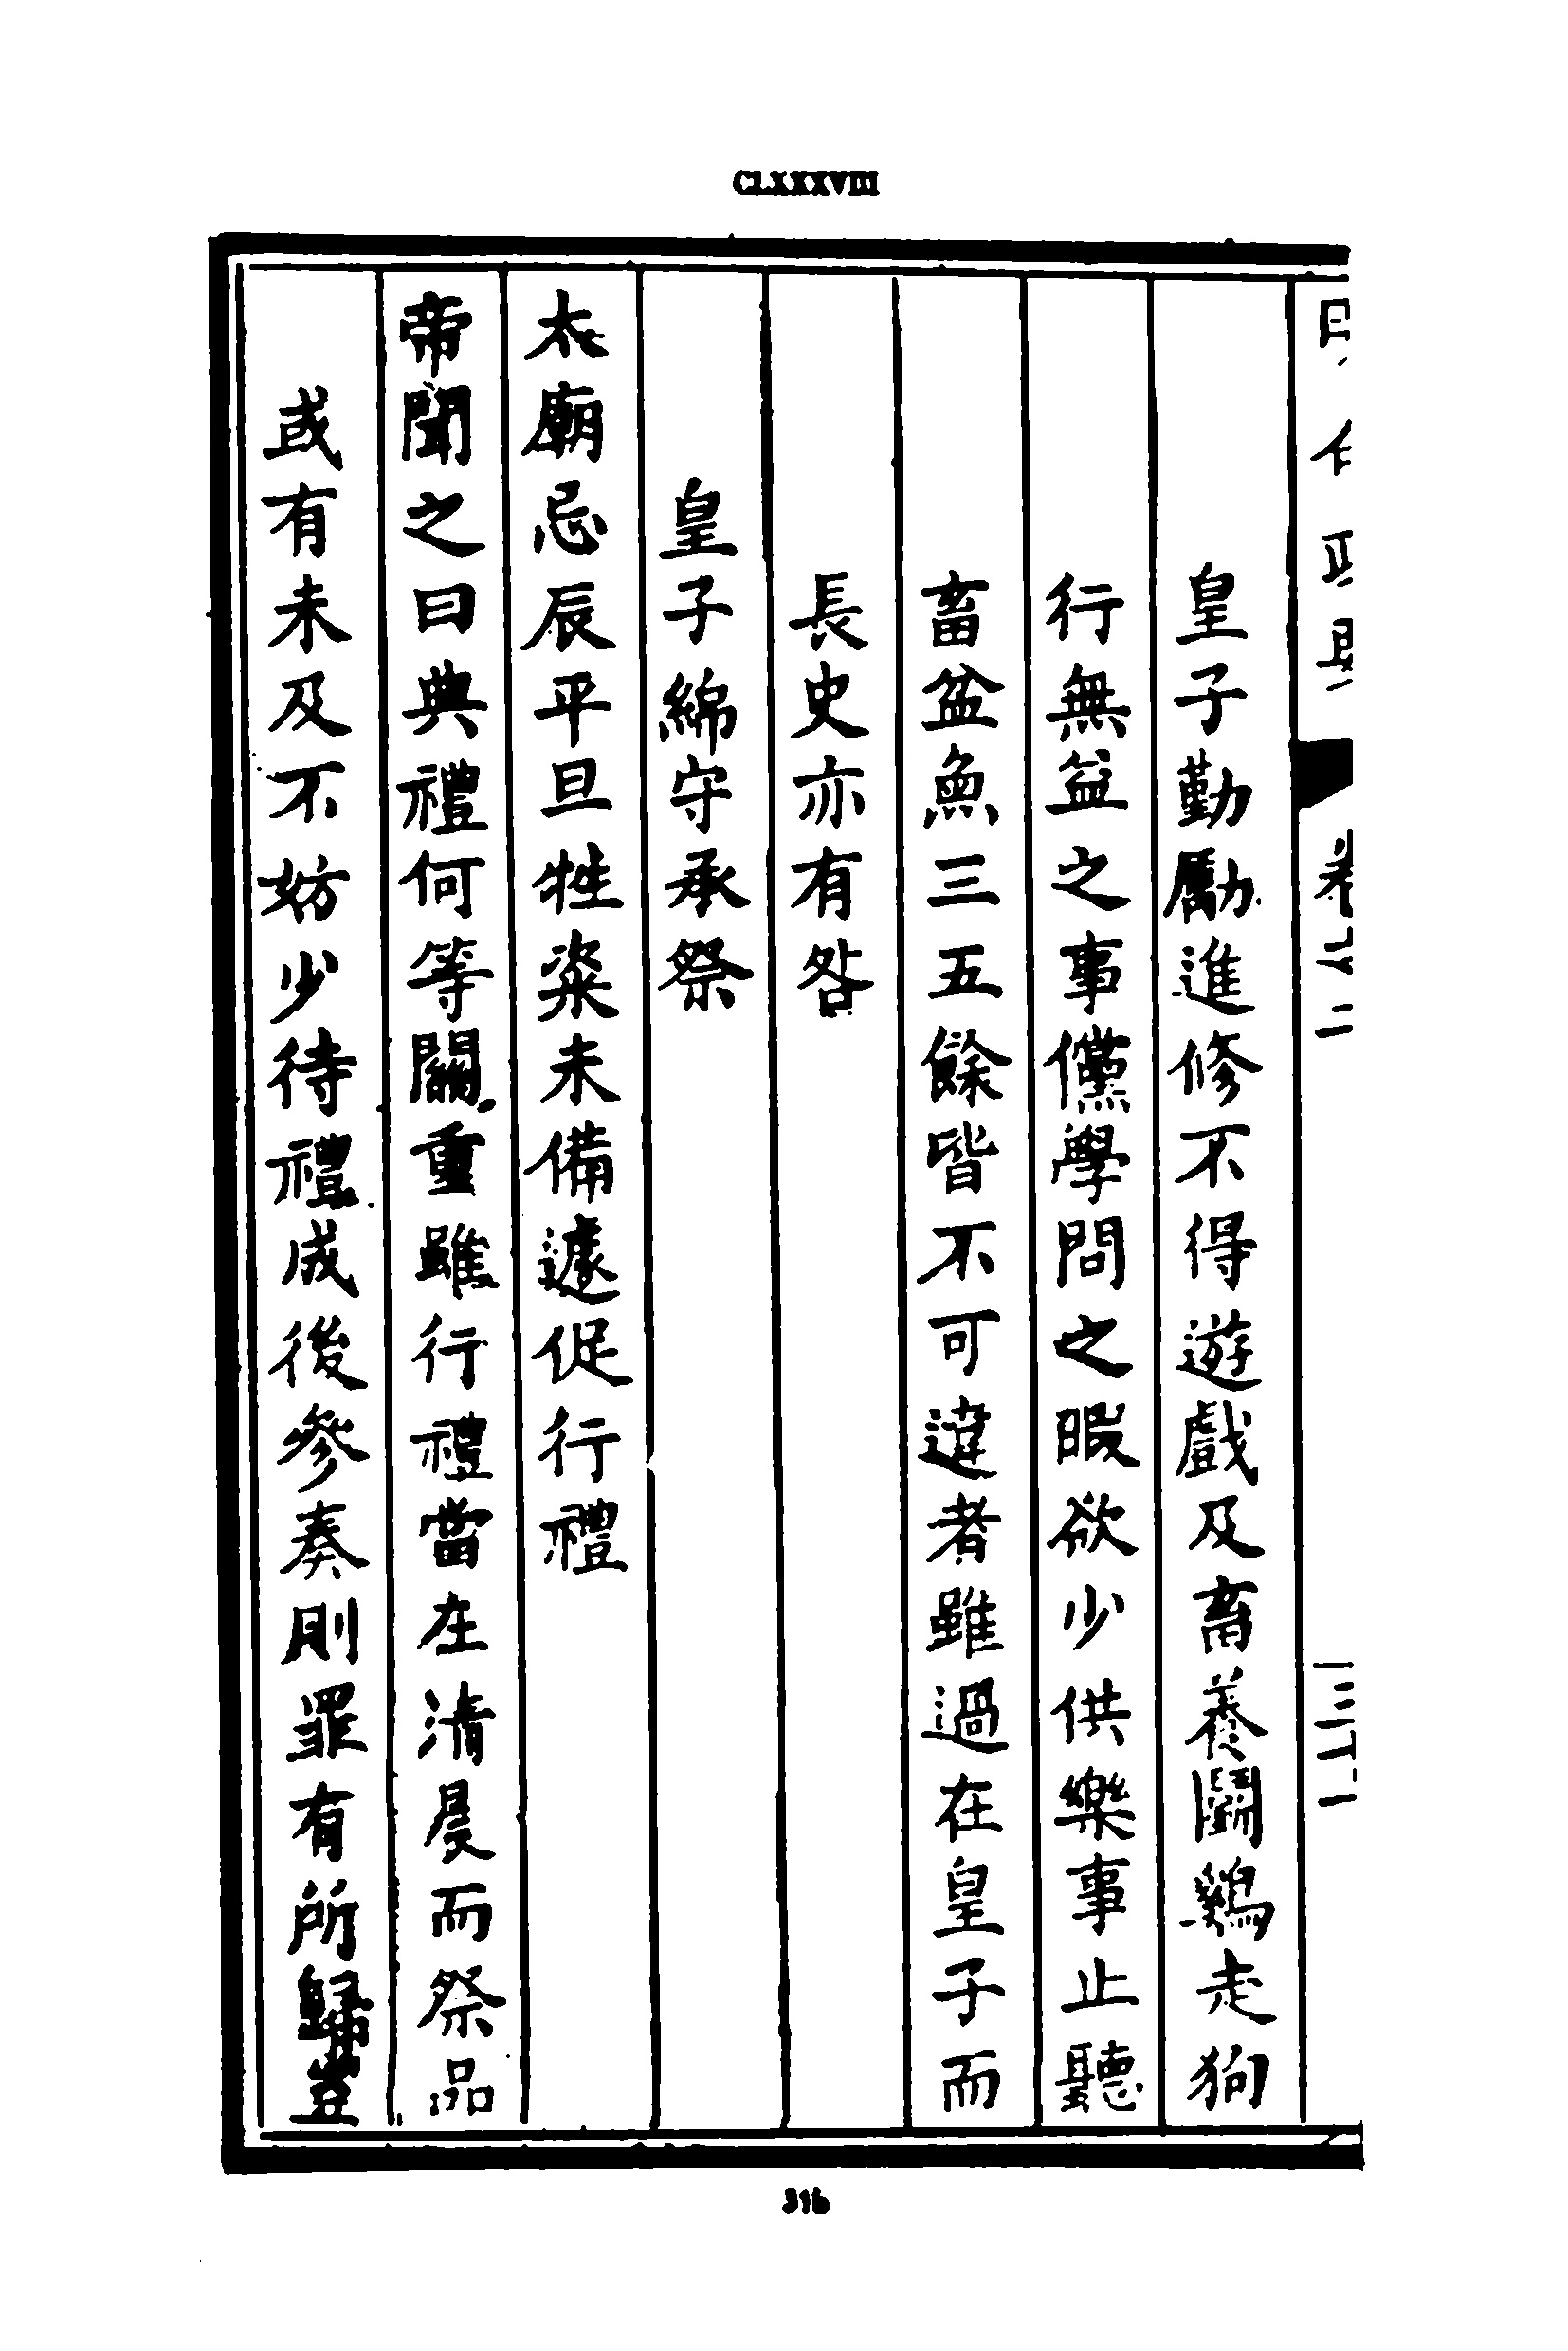 CLXXXVIII
皇子勤勵進修不得遊戲及畜養鬬鷄走狗
行無益之事儻學問之暇欲少供樂事止聽
畜盆魚三五餘皆不可違者雖過在皇子而
長史亦有咎
皇子綿守承祭
太廟忌辰平旦牲粢未備遽促行禮
帝聞之曰典禮何等關重雖行禮當在清晨而祭品
或有未及不妨少待禮成後參奏則罪有所歸豈
31b